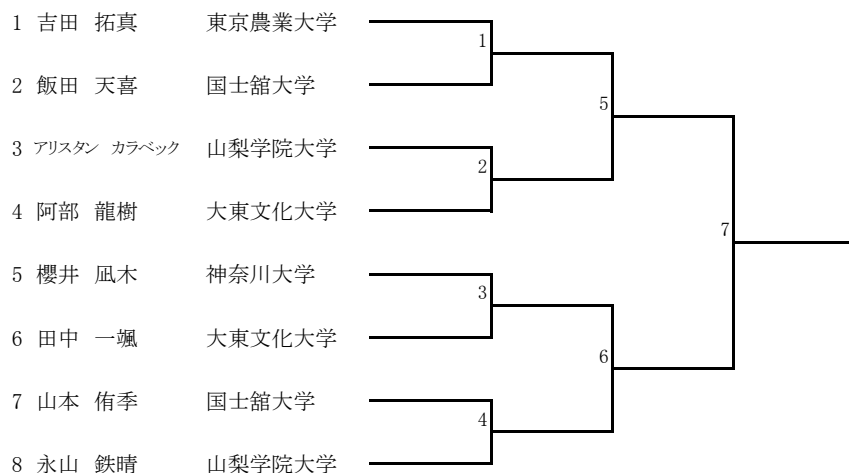 1 吉田 拓真 東京農業大学
1
2 飯田 天喜 国士舘大学
5
3 アリスタン カラベック 山梨学院大学
2
4 阿部 龍樹 大東文化大学
7
5 櫻井 凪木 神奈川大学
3
6 田中 一颯 大東文化大学
6
7 山本 侑季 国士舘大学
4
8 永山 鉄晴 山梨学院大学